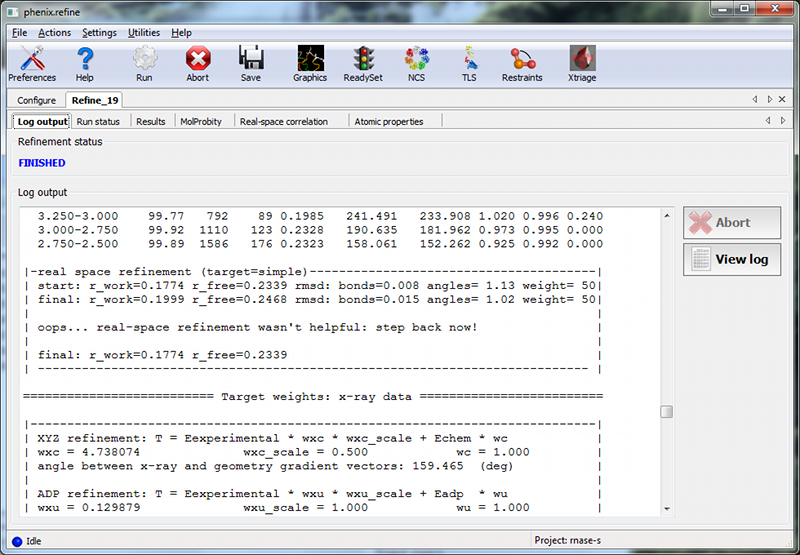 phenix.refine
File Actions Settings Utilities Help
Preferences Help Run Abort Save Graphics ReadySet NCS TLS Restraints Xtriage
Configure Refine_19
Log output Run status Results MolProbity Real-space correlation Atomic properties
Refinement status
FINISHED
Log output
3.250-3.000 99.77 792 89 0.1985 241.491 233.908 1.020 0.996 0.240
3.000-2.750 99.92 1110 123 0.2328 190.635 181.962 0.973 0.995 0.000
2.750-2.500 99.89 1586 176 0.2323 158.061 152.262 0.925 0.992 0.000
|-real space refinement (target=simple)---------------------------------------|
| start: r_work=0.1774 r_free=0.2339 rmsd: bonds=0.008 angles= 1.13 weight= 50|
| final: r_work=0.1999 r_free=0.2468 rmsd: bonds=0.015 angles= 1.02 weight= 50|
| |
| oops... real-space refinement wasn't helpful: step back now! |
| |
| final: r_work=0.1774 r_free=0.2339 |
| --------------------------------------------------------------------------- |
========================== Target weights: x-ray data =========================
|-----------------------------------------------------------------------------|
| XYZ refinement: T = Eexperimental * wxc * wxc_scale + Echem * wc |
| wxc = 4.738074 wxc_scale = 0.500 wc = 1.000 |
| angle between x-ray and geometry gradient vectors: 159.465 (deg) |
| |
| ADP refinement: T = Eexperimental * wxu * wxu_scale + Eadp * wu |
| wxu = 0.129879 wxu_scale = 1.000 wu = 1.000 |
Abort
View log
Idle
Project: rnase-s